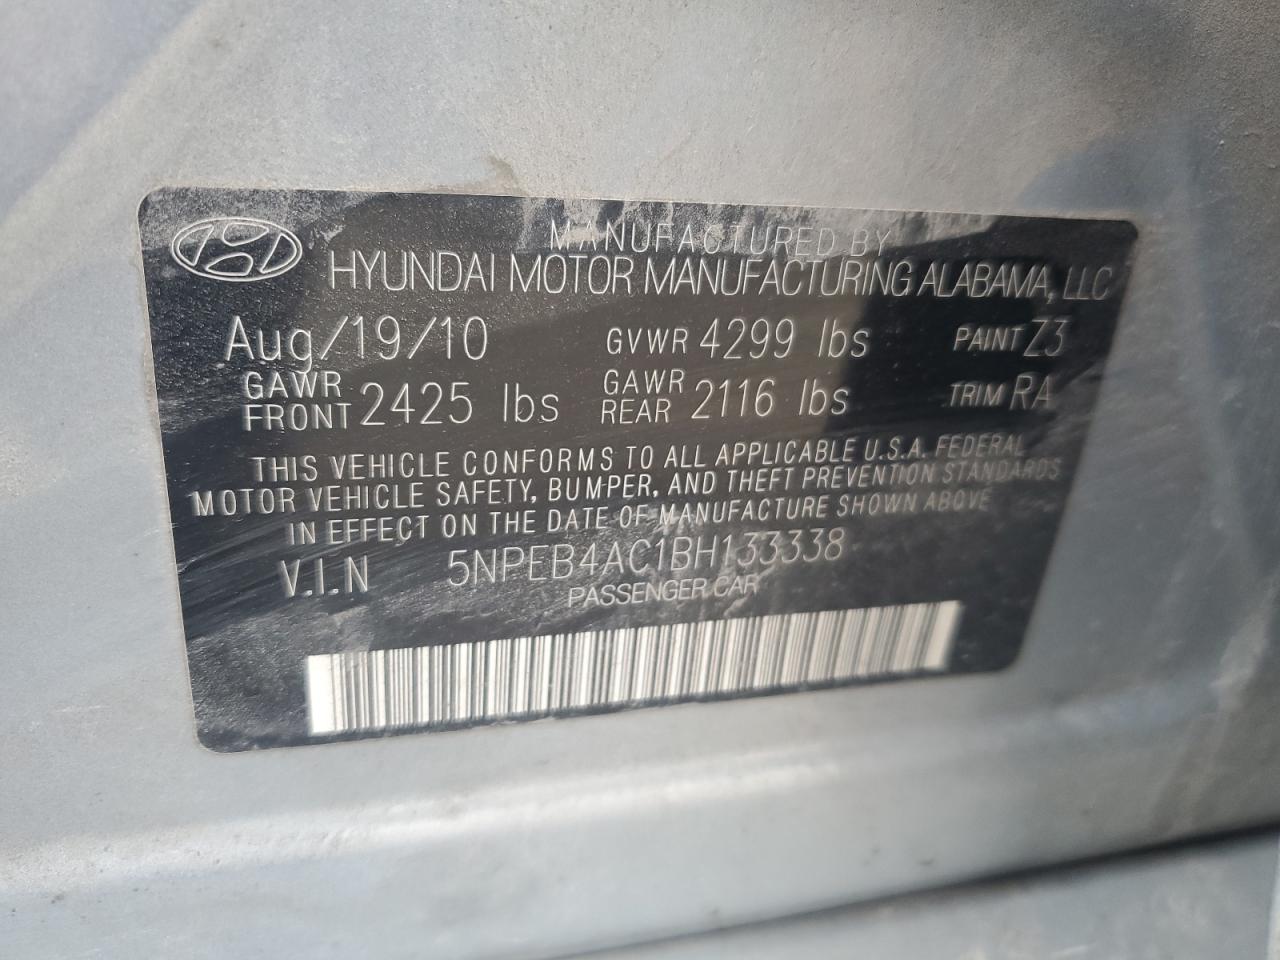 MANUFACTURED BY
HYUNDAI MOTOR MANUFACTURING ALABAMA, LLC
Aug/19/10 GVWR 4299 lbs PAINT Z3
GAWR FRONT 2425 lbs GAWR REAR 2116 lbs TRIM RA
THIS VEHICLE CONFORMS TO ALL APPLICABLE U.S.A. FEDERAL
MOTOR VEHICLE SAFETY, BUMPER, AND THEFT PREVENTION STANDARDS
IN EFFECT ON THE DATE OF MANUFACTURE SHOWN ABOVE
V.I.N 5NPEB4AC1BH133338
PASSENGER CAR